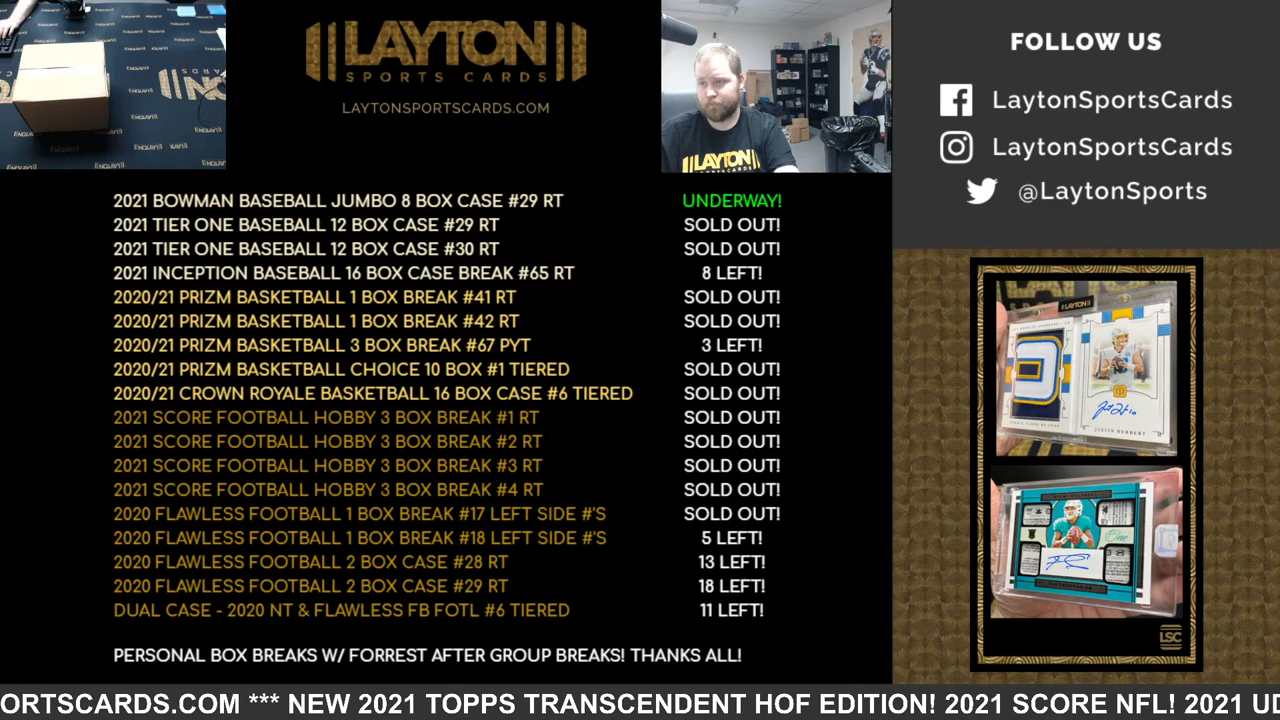 LAYTON
SPORTS CARDS
LAYTONSPORTSCARDS.COM
LAYTON
FOLLOW US
LaytonSportsCards
LaytonSportsCards
@LaytonSports
2021 BOWMAN BASEBALL JUMBO 8 BOX CASE #29 RT UNDERWAY!
2021 TIER ONE BASEBALL 12 BOX CASE #29 RT SOLD OUT!
2021 TIER ONE BASEBALL 12 BOX CASE #30 RT SOLD OUT!
2021 INCEPTION BASEBALL 16 BOX CASE BREAK #65 RT 8 LEFT!
2020/21 PRIZM BASKETBALL 1 BOX BREAK #41 RT SOLD OUT!
2020/21 PRIZM BASKETBALL 1 BOX BREAK #42 RT SOLD OUT!
2020/21 PRIZM BASKETBALL 3 BOX BREAK #67 PYT 3 LEFT!
2020/21 PRIZM BASKETBALL CHOICE 10 BOX #1 TIERED SOLD OUT!
2020/21 CROWN ROYALE BASKETBALL 16 BOX CASE #6 TIERED SOLD OUT!
2021 SCORE FOOTBALL HOBBY 3 BOX BREAK #1 RT SOLD OUT!
2021 SCORE FOOTBALL HOBBY 3 BOX BREAK #2 RT SOLD OUT!
2021 SCORE FOOTBALL HOBBY 3 BOX BREAK #3 RT SOLD OUT!
2021 SCORE FOOTBALL HOBBY 3 BOX BREAK #4 RT SOLD OUT!
2020 FLAWLESS FOOTBALL 1 BOX BREAK #17 LEFT SIDE #'S SOLD OUT!
2020 FLAWLESS FOOTBALL 1 BOX BREAK #18 LEFT SIDE #'S 5 LEFT!
2020 FLAWLESS FOOTBALL 2 BOX CASE #28 RT 13 LEFT!
2020 FLAWLESS FOOTBALL 2 BOX CASE #29 RT 18 LEFT!
DUAL CASE - 2020 NT & FLAWLESS FB FOTL #6 TIERED 11 LEFT!
PERSONAL BOX BREAKS W/ FORREST AFTER GROUP BREAKS! THANKS ALL!
LAYTON
JUSTIN HERBERT
LSC
ORTSCARDS.COM *** NEW 2021 TOPPS TRANSCENDENT HOF EDITION! 2021 SCORE NFL! 2021 UD